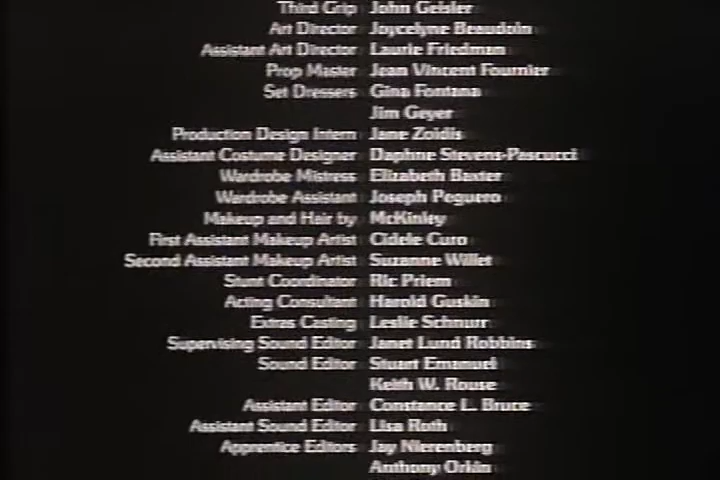 Third Grip John Geisler
Art Director Joycelyne Beaudoin
Assistant Art Director Laurie Friedman
Prop Master Jean Vincent Fournier
Set Dressers Gina Fontana
Jim Geyer
Production Design Intern Jane Zoidis
Assistant Costume Designer Daphne Stevens-Pascucci
Wardrobe Mistress Elizabeth Baxter
Wardrobe Assistant Joseph Peguero
Makeup and Hair by McKinley
First Assistant Makeup Artist Cidele Curo
Second Assistant Makeup Artist Suzanne Willet
Stunt Coordinator Ric Priem
Acting Consultant Harold Guskin
Extras Casting Leslie Schnurr
Supervising Sound Editor Janet Lund Robbins
Sound Editor Stuart Emanuel
Keith W. Rouse
Assistant Editor Constance L. Bruce
Assistant Sound Editor Lisa Roth
Apprentice Editors Jay Nierenberg
Anthony Orkin